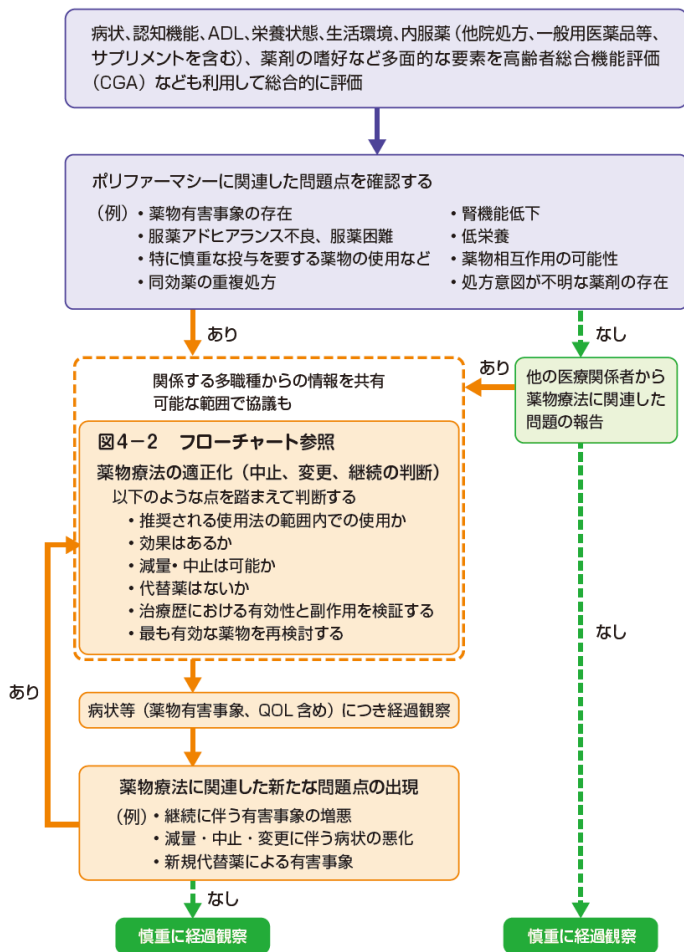 病状、認知機能、ADL、栄養状態、生活環境、内服薬（他院処方、一般用医薬品等、
サプリメントを含む）、薬剤の嗜好など多面的な要素を高齢者総合機能評価
（CGA）なども利用して総合的に評価
ポリファーマシーに関連した問題点を確認する
（例）・薬物有害事象の存在
・服薬アドヒアランス不良、服薬困難
・特に慎重な投与を要する薬物の使用など
・同効薬の重複処方
・腎機能低下
・低栄養
・薬物相互作用の可能性
・処方意図が不明な薬剤の存在
あり
なし
関係する多職種からの情報を共有
可能な範囲で協議も
あり
他の医療関係者から
薬物療法に関連した
問題の報告
図4－2 フローチャート参照
薬物療法の適正化（中止、変更、継続の判断）
以下のような点を踏まえて判断する
・推奨される使用法の範囲内での使用か
・効果はあるか
・減量・中止は可能か
・代替薬はないか
・治療歴における有効性と副作用を検証する
・最も有効な薬物を再検討する
なし
あり
病状等（薬物有害事象、QOL含め）につき経過観察
薬物療法に関連した新たな問題点の出現
（例）・継続に伴う有害事象の増悪
・減量・中止・変更に伴う病状の悪化
・新規代替薬による有害事象
なし
慎重に経過観察
慎重に経過観察